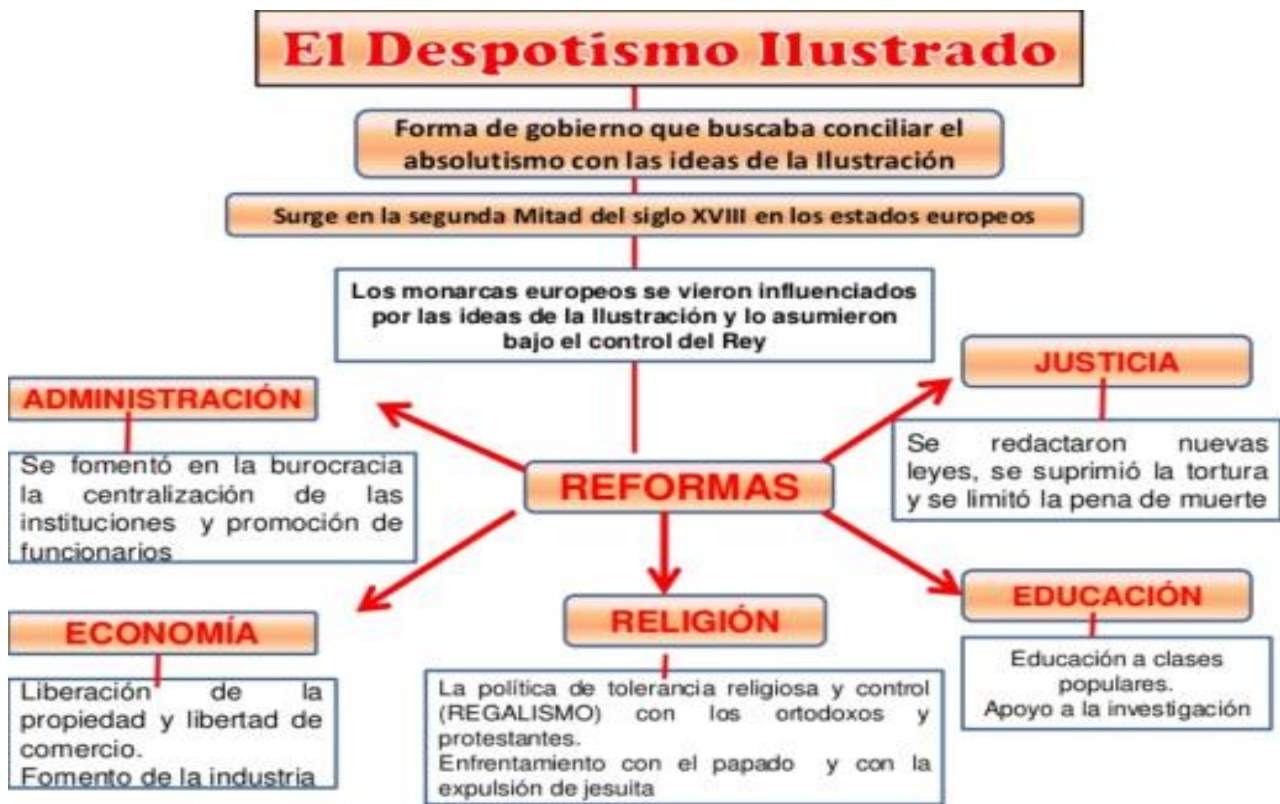 El Despotismo Ilustrado
Forma de gobierno que buscaba conciliar el
absolutismo con las ideas de la Ilustración
Surge en la segunda Mitad del siglo XVIII en los estados europeos
Los monarcas europeos se vieron influenciados
por las ideas de la Ilustración y lo asumieron
bajo el control del Rey
REFORMAS
ADMINISTRACIÓN
Se fomentó en la burocracia
la centralización de las
instituciones y promoción de
funcionarios
JUSTICIA
Se redactaron nuevas
leyes, se suprimió la tortura
y se limitó la pena de muerte
ECONOMÍA
Liberación de la
propiedad y libertad de
comercio.
Fomento de la industria
RELIGIÓN
La política de tolerancia religiosa y control
(REGALISMO) con los ortodoxos y
protestantes.
Enfrentamiento con el papado y con la
expulsión de jesuita
EDUCACIÓN
Educación a clases
populares.
Apoyo a la investigación